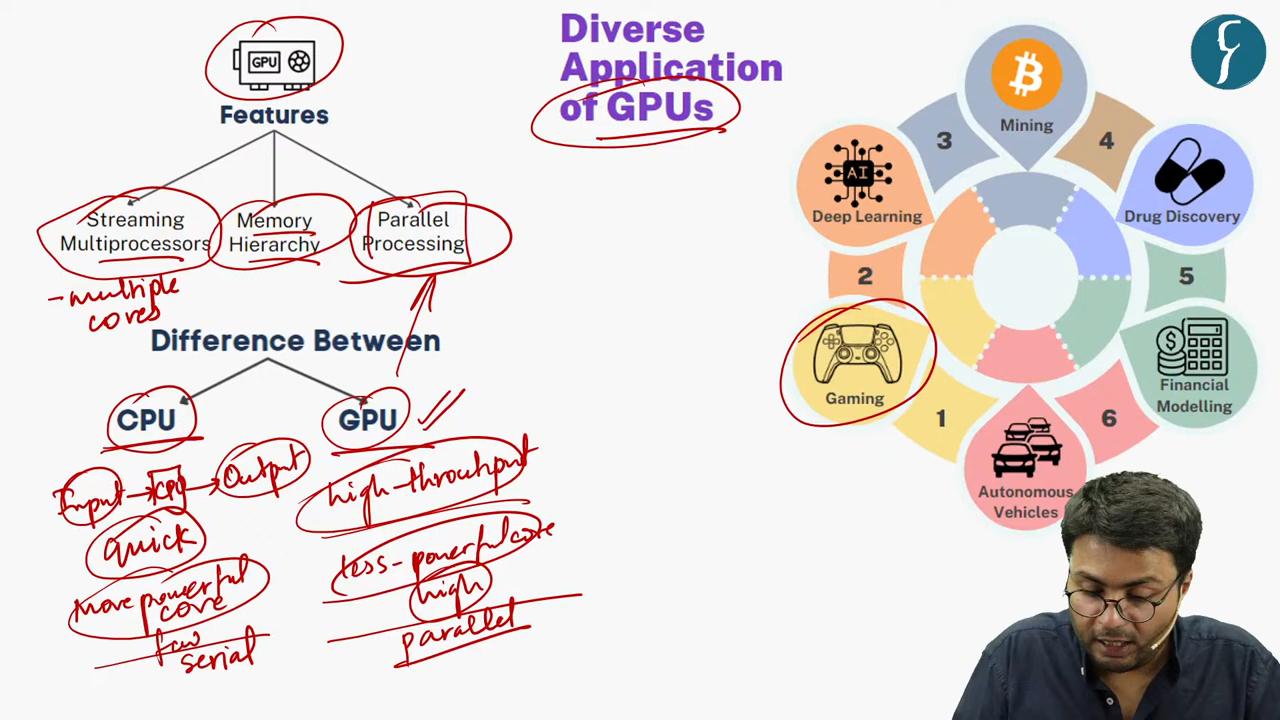 GPU
Features
Streaming
Multiprocessors
Memory
Hierarchy
Parallel
Processing
- multiple
cores
Difference Between
CPU
GPU
Input → CPU → Output
quick
More powerful
core
few
serial
high-throughput
less-powerful core
high
parallel
Diverse
Application
of GPUs
Mining
3
4
AI
Deep Learning
Drug Discovery
2
5
Gaming
$
Financial
Modelling
1
6
Autonomous
Vehicles